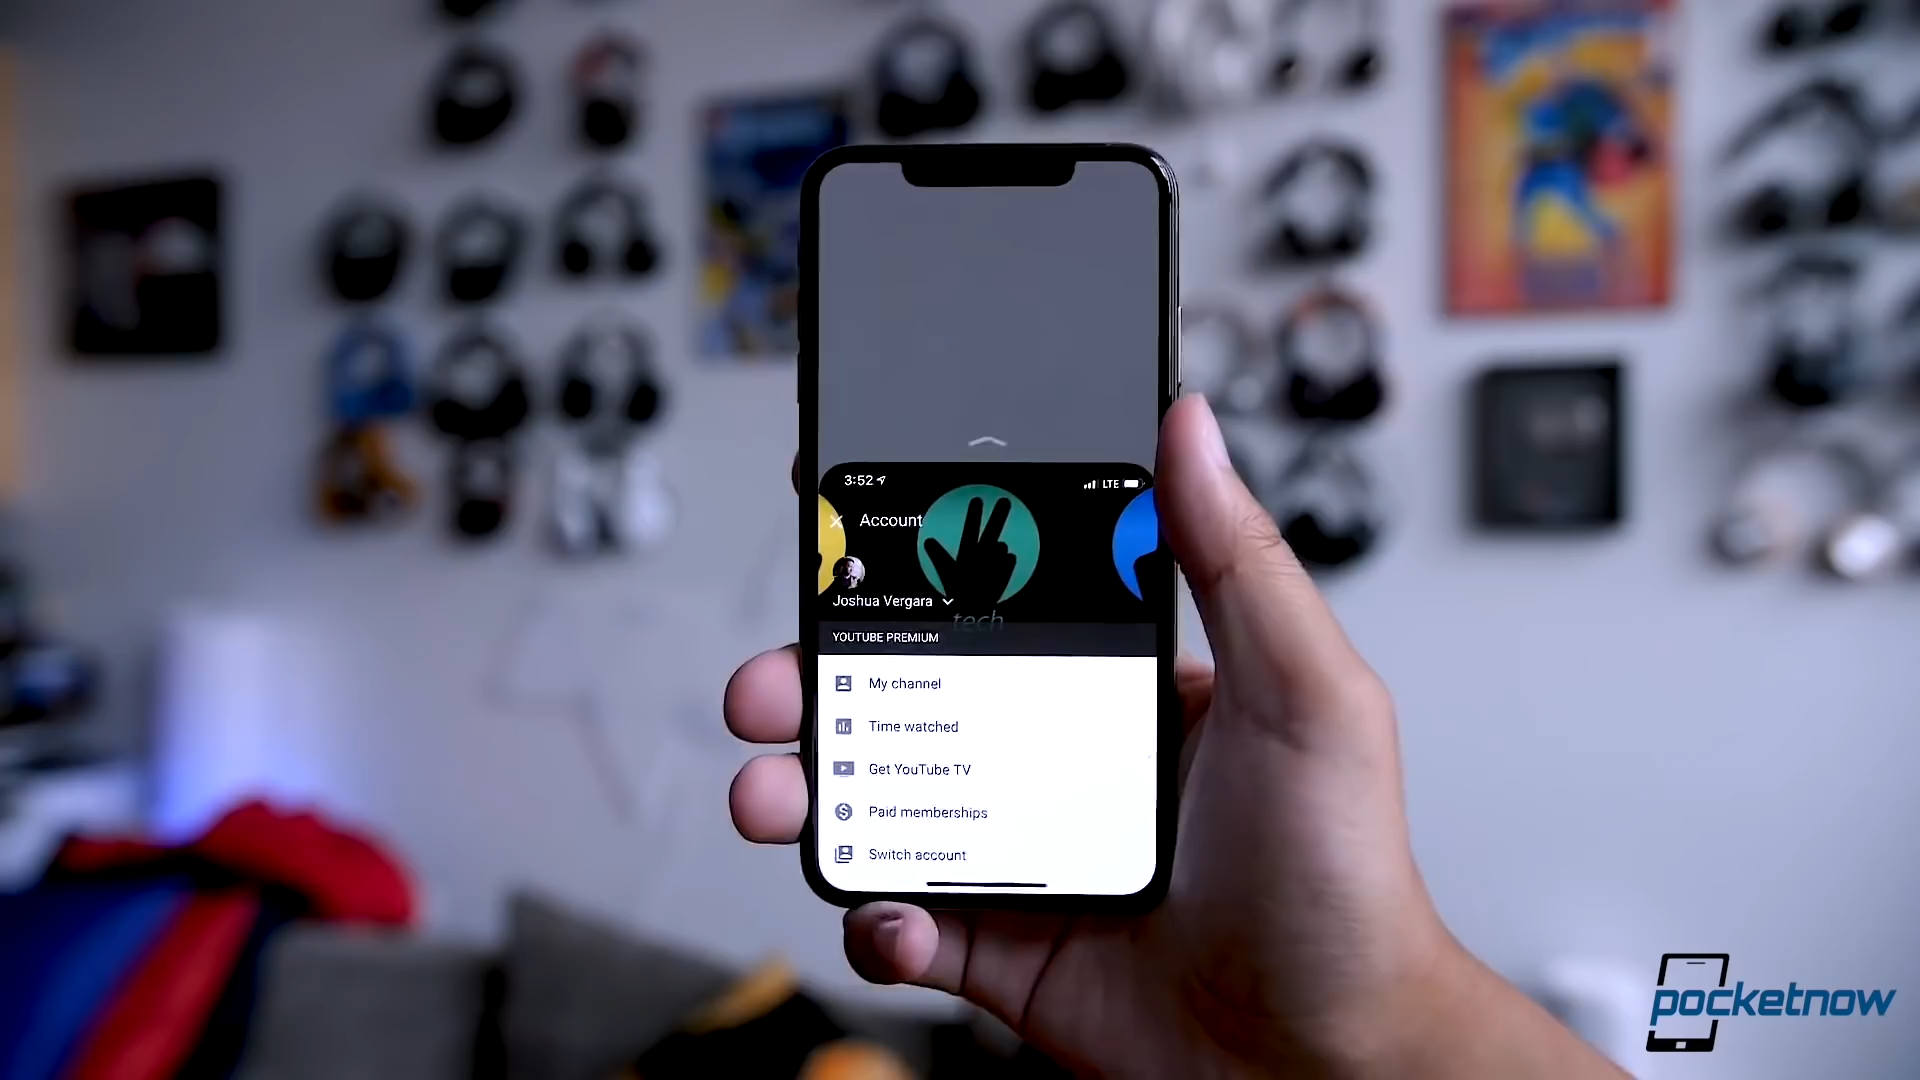 3:52
LTE
Account
Joshua Vergara
tech
YOUTUBE PREMIUM
My channel
Time watched
Get YouTube TV
Paid memberships
Switch account
pocketnow